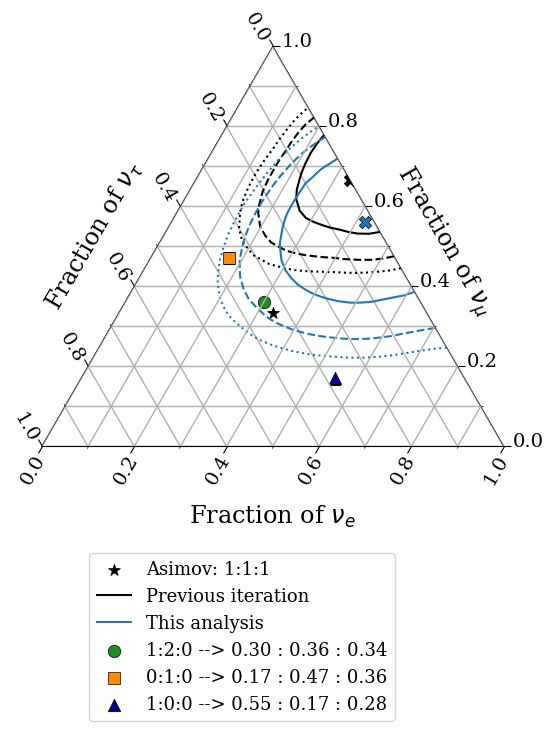 0.0
1.0
0.2
0.8
0.4
0.6
Fraction of ντ
Fraction of νμ
0.6
0.4
0.8
0.2
1.0
0.0
0.0
0.2
0.4
0.6
0.8
1.0
Fraction of νe
Asimov: 1:1:1
Previous iteration
This analysis
1:2:0 --> 0.30 : 0.36 : 0.34
0:1:0 --> 0.17 : 0.47 : 0.36
1:0:0 --> 0.55 : 0.17 : 0.28